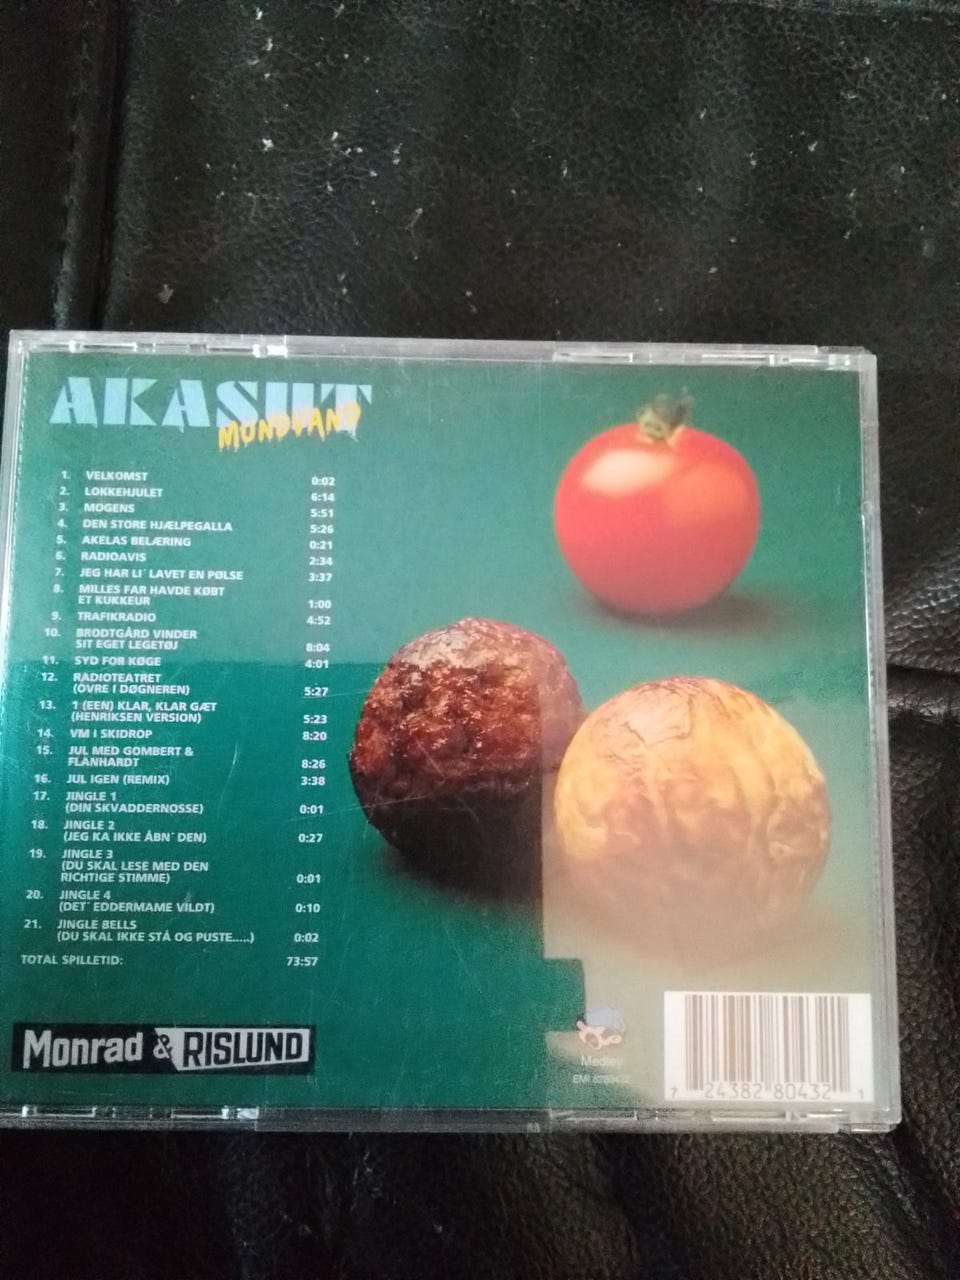 AKASUT
MUNDVAND
1. VELKOMST 0:02
2. LOKKEHJULET 6:14
3. MOGENS 5:51
4. DEN STORE HJÆLPEGALLA 5:26
5. AKELAS BELÆRING 0:21
6. RADIOAVIS 2:34
7. JEG HAR LI´ LAVET EN PØLSE 3:37
8. MILLES FAR HAVDE KØBT
ET KUKKEUR 1:00
9. TRAFIKRADIO 4:52
10. BRODTGÅRD VINDER
SIT EGET LEGETØJ 8:04
11. SYD FOR KØGE 4:01
12. RADIOTEATRET
(OVRE I DØGNEREN) 5:27
13. 1 (EEN) KLAR, KLAR GÆT
(HENRIKSEN VERSION) 5:23
14. VM I SKIDROP 8:20
15. JUL MED GOMBERT &
FLANHARDT 8:26
16. JUL IGEN (REMIX) 3:38
17. JINGLE 1
(DIN SKVADDERNOSSE) 0:01
18. JINGLE 2
(JEG KA IKKE ÅBN´ DEN) 0:27
19. JINGLE 3
(DU SKAL LESE MED DEN
RICHTIGE STIMME) 0:01
20. JINGLE 4
(DET´ EDDERMAME VILDT) 0:10
21. JINGLE BELLS
(DU SKAL IKKE STÅ OG PUSTE.....) 0:02
TOTAL SPILLETID: 73:57
Monrad & RISLUND
Medley
EMI 8280432
7 24382 80432 1